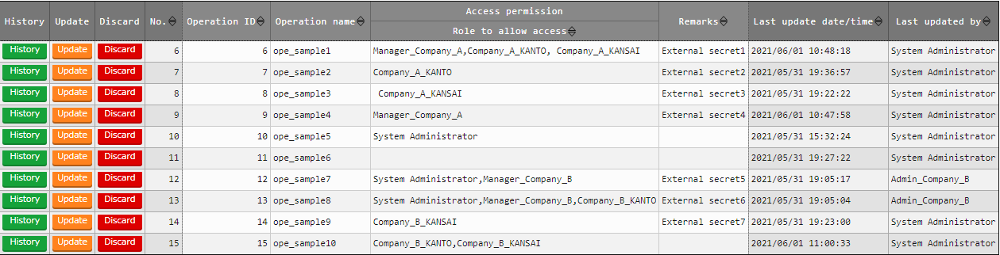 History Update Discard No. Operation ID Operation name Access permission Remarks Last update date/time Last updated by
Role to allow access
History Update Discard 6 6 ope_sample1 Manager_Company_A,Company_A_KANTO, Company_A_KANSAI External secret1 2021/06/01 10:48:18 System Administrator
History Update Discard 7 7 ope_sample2 Company_A_KANTO External secret2 2021/05/31 19:36:57 System Administrator
History Update Discard 8 8 ope_sample3 Company_A_KANSAI External secret3 2021/05/31 19:22:22 System Administrator
History Update Discard 9 9 ope_sample4 Manager_Company_A External secret4 2021/06/01 10:47:58 System Administrator
History Update Discard 10 10 ope_sample5 System Administrator 2021/05/31 15:32:24 System Administrator
History Update Discard 11 11 ope_sample6 2021/05/31 19:27:22 System Administrator
History Update Discard 12 12 ope_sample7 System Administrator,Manager_Company_B External secret5 2021/05/31 19:05:17 Admin_Company_B
History Update Discard 13 13 ope_sample8 System Administrator,Manager_Company_B,Company_B_KANTO External secret6 2021/05/31 19:05:04 Admin_Company_B
History Update Discard 14 14 ope_sample9 Company_B_KANSAI External secret7 2021/05/31 19:23:00 System Administrator
History Update Discard 15 15 ope_sample10 Company_B_KANTO,Company_B_KANSAI 2021/06/01 11:00:33 System Administrator